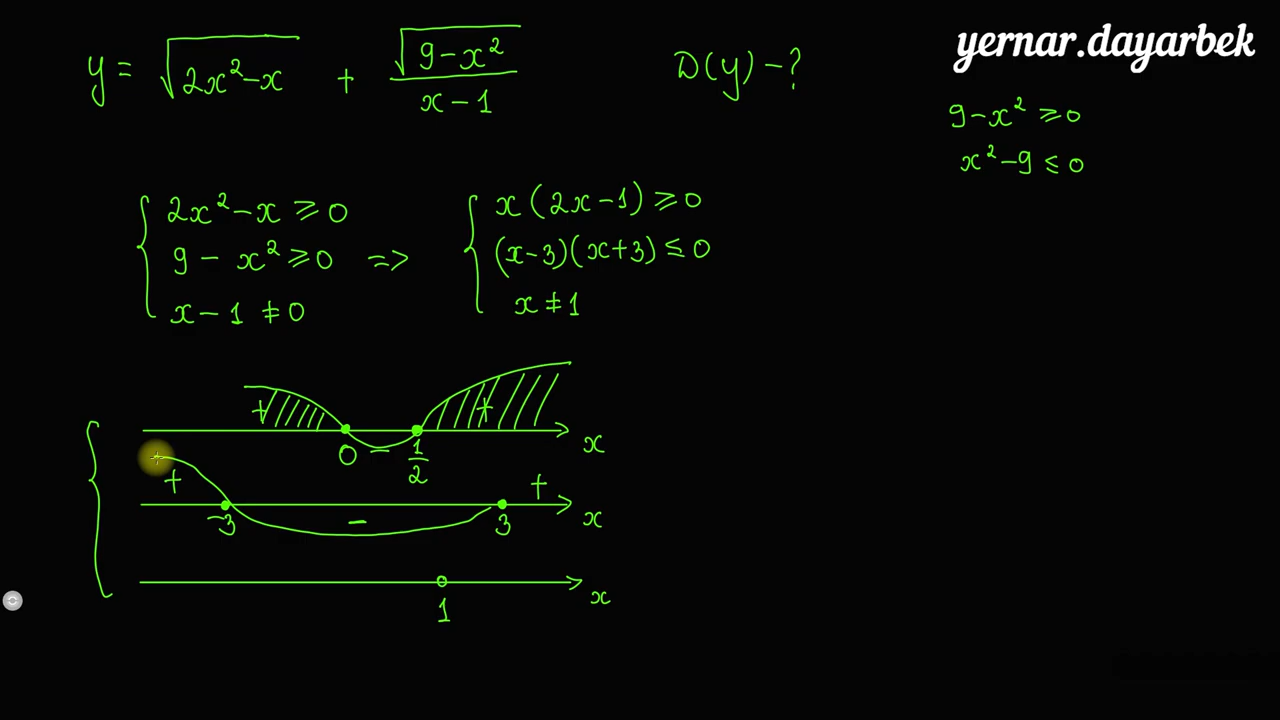 yernar.dayarbek
y = √(2x² − x) + √(9 − x²) / (x − 1)   D(y) − ?
9 − x² ⩾ 0
x² − 9 ≤ 0
{ 2x² − x ⩾ 0
9 − x² ⩾ 0 =>
x − 1 ≠ 0
{ x(2x − 1) ⩾ 0
(x − 3)(x + 3) ≤ 0
x ≠ 1
+ +
0 − 1/2 x
+ − +
−3 3 x
1 x